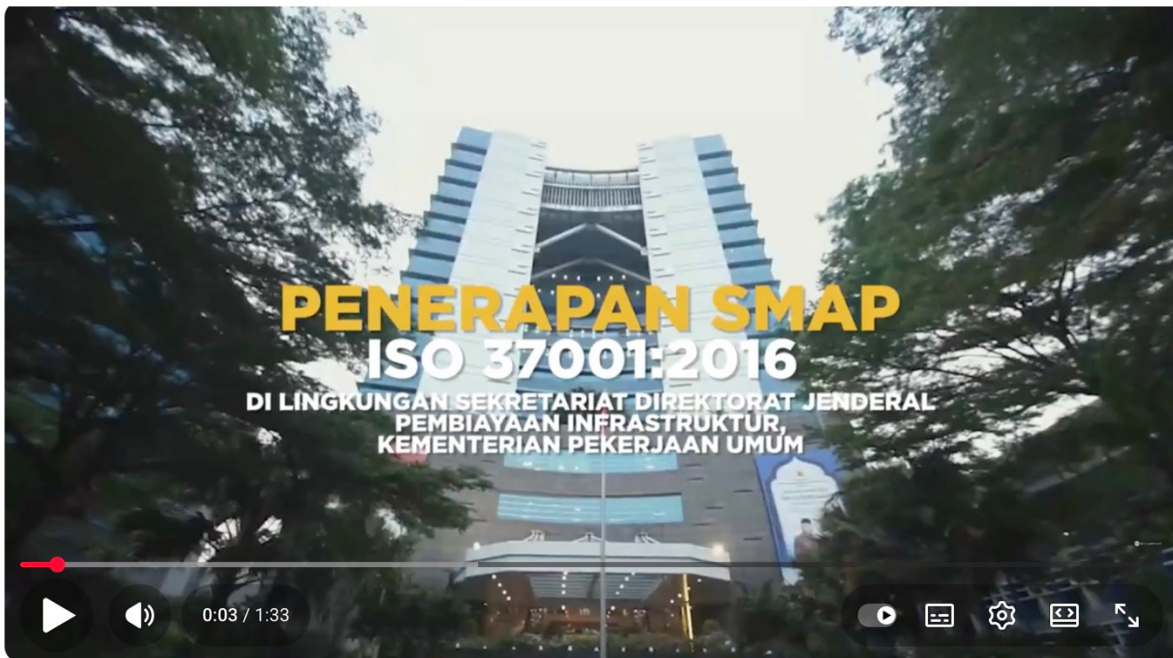 PENERAPAN SMAP
ISO 37001:2016
DI LINGKUNGAN SEKRETARIAT DIREKTORAT JENDERAL
PEMBIAYAAN INFRASTRUKTUR,
KEMENTERIAN PEKERJAAN UMUM
0:03 / 1:33